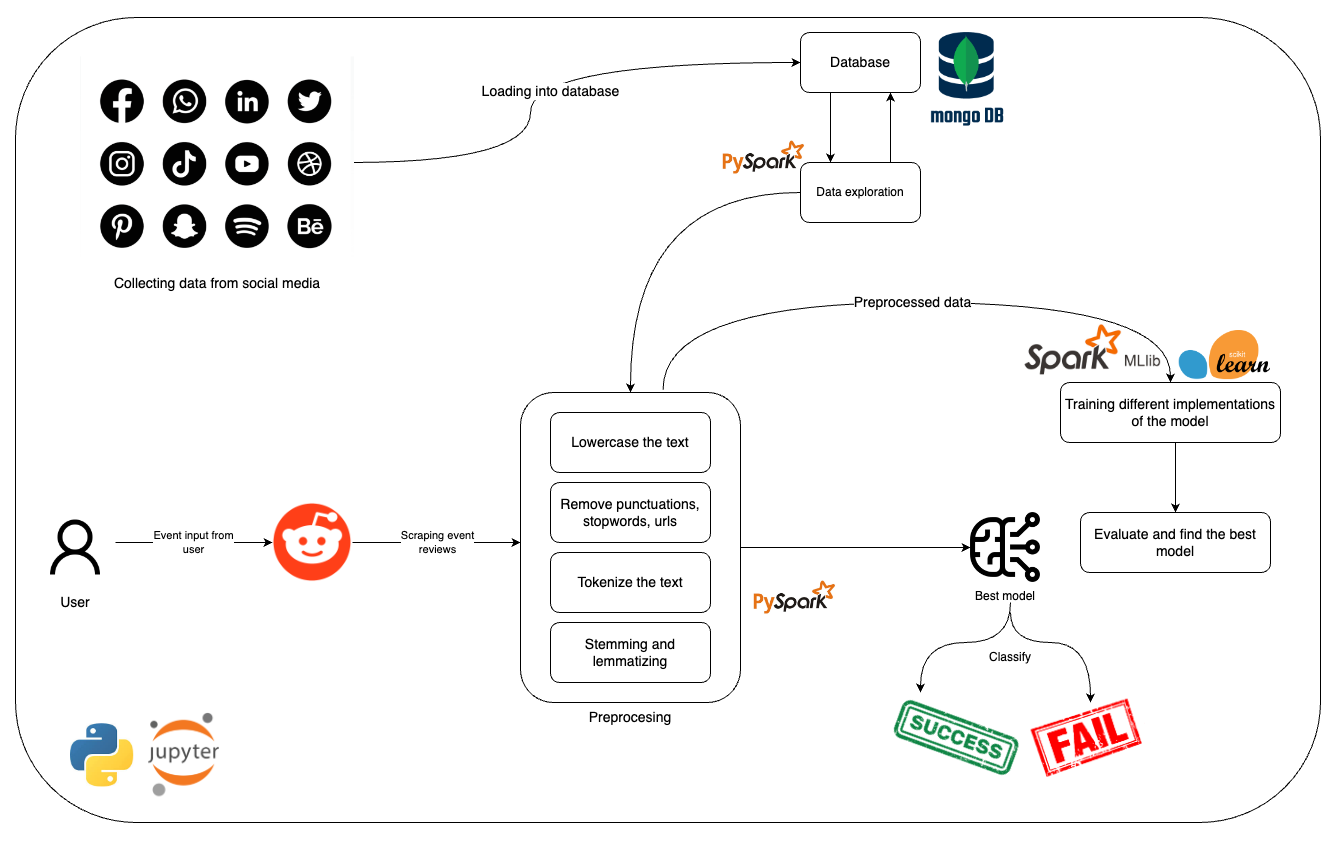 Database
mongo DB
Loading into database
in
Bē
PySpark
Data exploration
Collecting data from social media
Preprocessed data
Spark MLlib
scikit
learn
Training different implementations
of the model
Lowercase the text
Remove punctuations,
stopwords, urls
Event input from
user
Scraping event
reviews
Evaluate and find the best
model
Tokenize the text
User
PySpark
Best model
Stemming and
lemmatizing
Classify
Preprocesing
SUCCESS
FAIL
jupyter